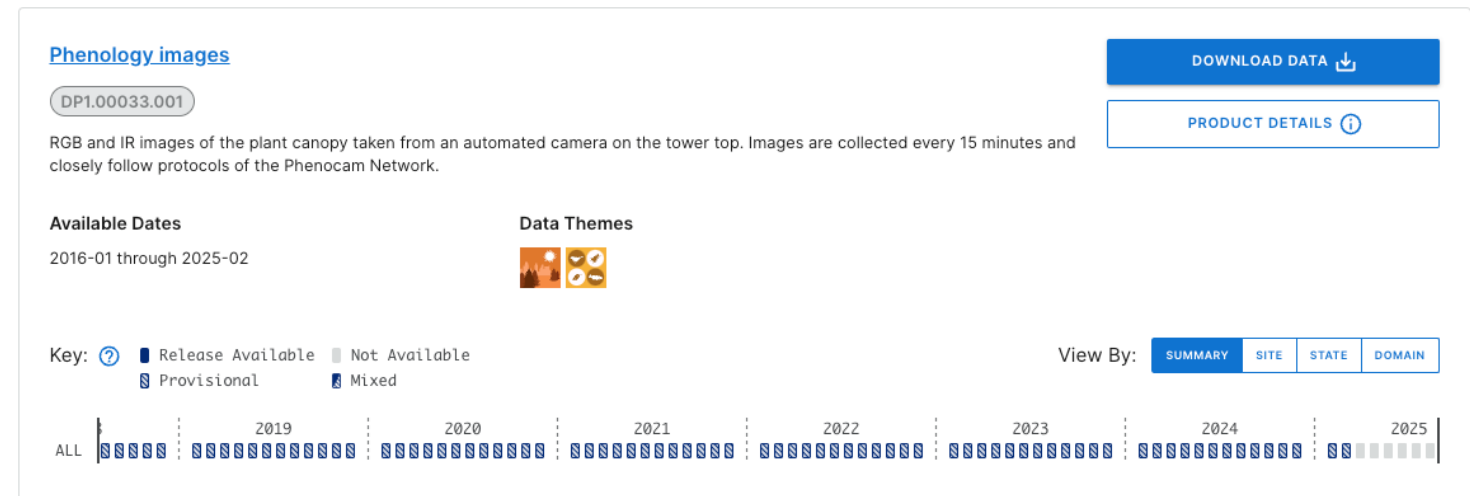 Phenology images
DOWNLOAD DATA
DP1.00033.001
PRODUCT DETAILS
RGB and IR images of the plant canopy taken from an automated camera on the tower top. Images are collected every 15 minutes and
closely follow protocols of the Phenocam Network.
Available Dates
Data Themes
2016-01 through 2025-02
Key: ?
Release Available
Not Available
Provisional
Mixed
View By: SUMMARY SITE STATE DOMAIN
2019 2020 2021 2022 2023 2024 2025
ALL